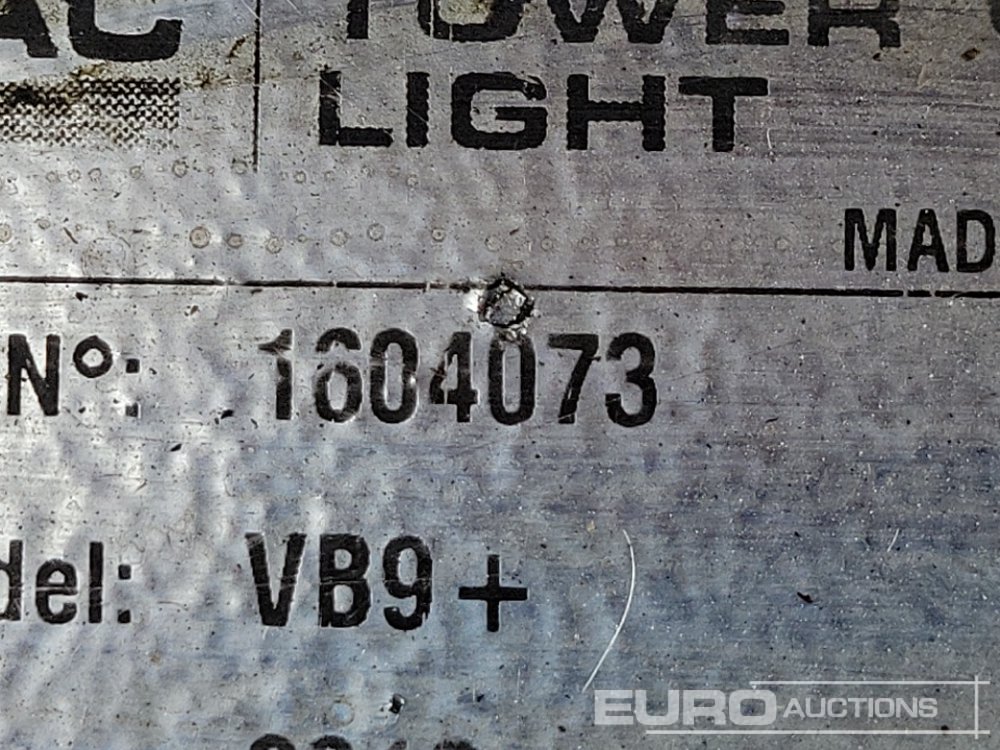 AC TOWER
LIGHT
MAD
N°: 1604073
del: VB9+
EURO AUCTIONS